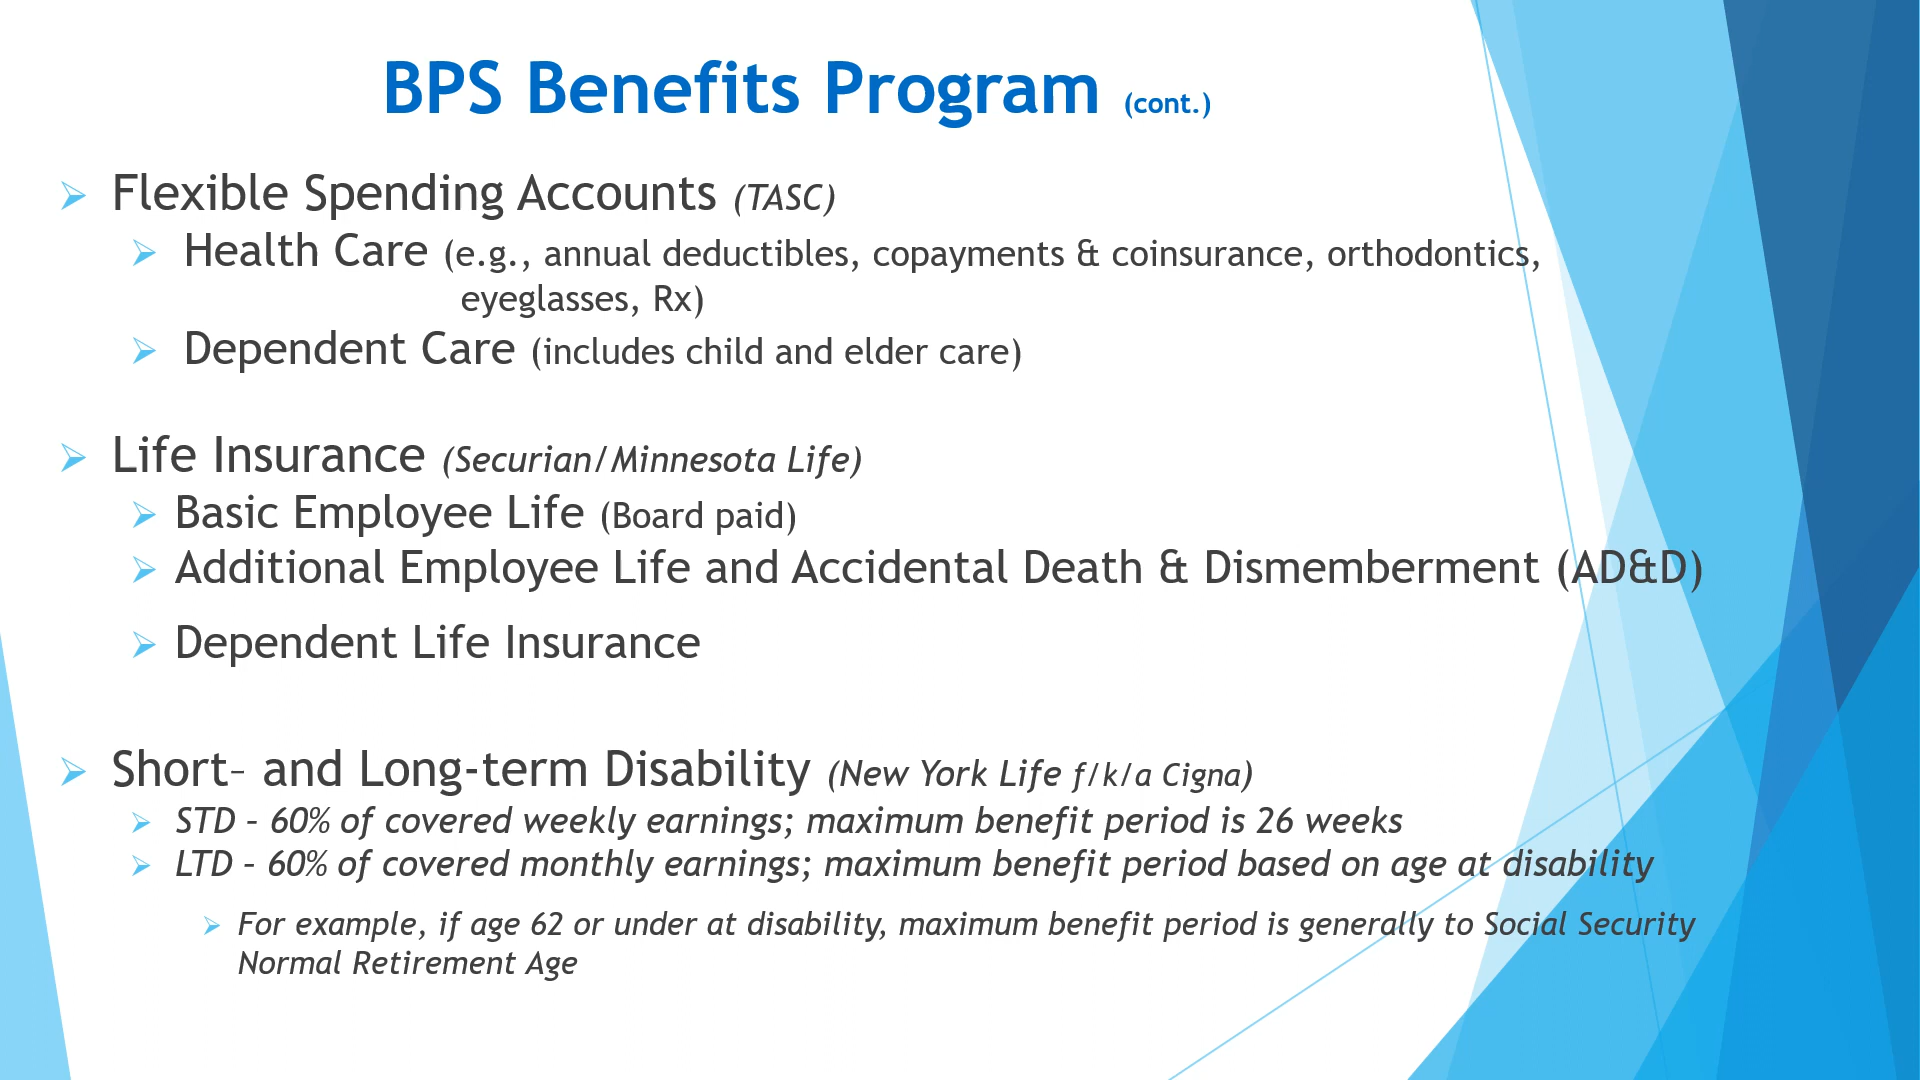 BPS Benefits Program (cont.)
Flexible Spending Accounts (TASC)
Health Care (e.g., annual deductibles, copayments & coinsurance, orthodontics,
eyeglasses, Rx)
Dependent Care (includes child and elder care)
Life Insurance (Securian/Minnesota Life)
Basic Employee Life (Board paid)
Additional Employee Life and Accidental Death & Dismemberment (AD&D)
Dependent Life Insurance
Short– and Long-term Disability (New York Life f/k/a Cigna)
STD – 60% of covered weekly earnings; maximum benefit period is 26 weeks
LTD – 60% of covered monthly earnings; maximum benefit period based on age at disability
For example, if age 62 or under at disability, maximum benefit period is generally to Social Security
Normal Retirement Age